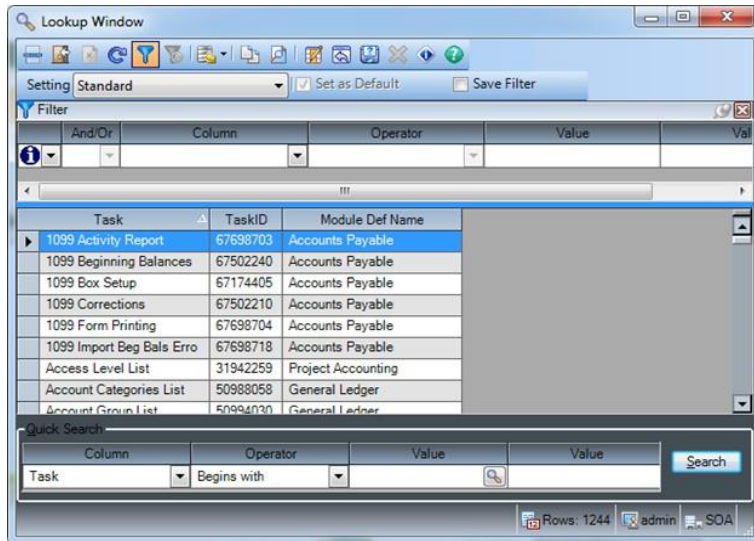 Lookup Window
Setting Standard Set as Default Save Filter
Filter
And/Or Column Operator Value Val
Task TaskID Module Def Name
1099 Activity Report 67698703 Accounts Payable
1099 Beginning Balances 67502240 Accounts Payable
1099 Box Setup 67174405 Accounts Payable
1099 Corrections 67502210 Accounts Payable
1099 Form Printing 67698704 Accounts Payable
1099 Import Beg Bals Erro 67698718 Accounts Payable
Access Level List 31942259 Project Accounting
Account Categories List 50988058 General Ledger
Account Group List 50994030 General Ledger
Quick Search
Column Operator Value Value
Task Begins with Search
Rows: 1244 admin SOA